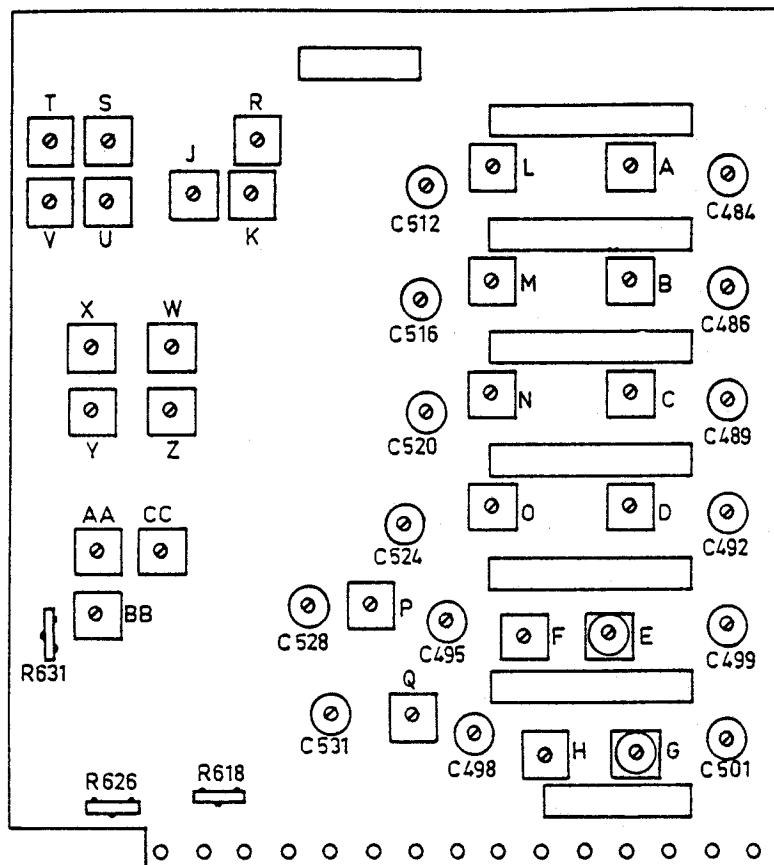 T S R
J
L A
C512
C484
V U K
M B
X W
C516
C486
N C
C520
C489
Y Z
O D
AA CC
C524
C492
P
BB
C528
C495
F E
C499
R631
Q
C531
C498
H G
C501
R626
R618